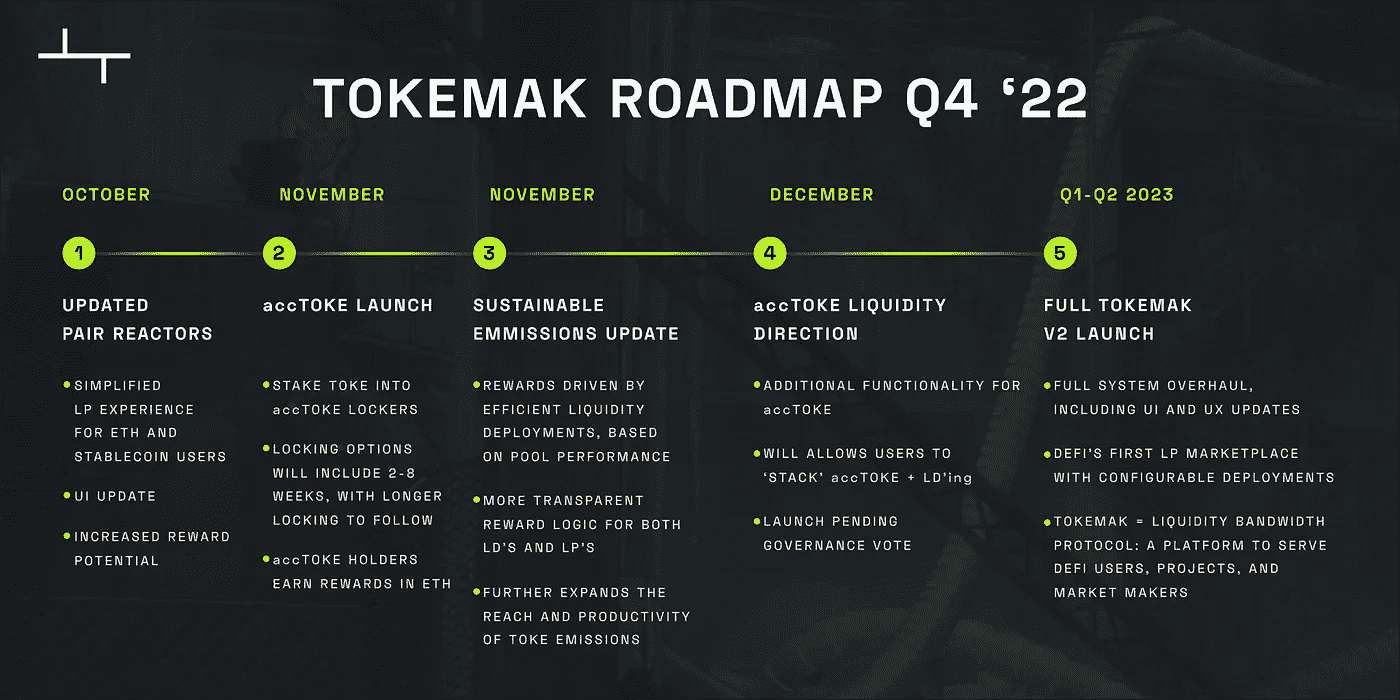 TOKEMAK ROADMAP Q4 ‘22
OCTOBER
1
UPDATED
PAIR REACTORS
•SIMPLIFIED
LP EXPERIENCE
FOR ETH AND
STABLECOIN USERS
•UI UPDATE
•INCREASED REWARD
POTENTIAL
NOVEMBER
2
accTOKE LAUNCH
•STAKE TOKE INTO
accTOKE LOCKERS
•LOCKING OPTIONS
WILL INCLUDE 2-8
WEEKS, WITH LONGER
LOCKING TO FOLLOW
•accTOKE HOLDERS
EARN REWARDS IN ETH
NOVEMBER
3
SUSTAINABLE
EMMISSIONS UPDATE
•REWARDS DRIVEN BY
EFFICIENT LIQUIDITY
DEPLOYMENTS, BASED
ON POOL PERFORMANCE
•MORE TRANSPARENT
REWARD LOGIC FOR BOTH
LD’S AND LP’S
•FURTHER EXPANDS THE
REACH AND PRODUCTIVITY
OF TOKE EMISSIONS
DECEMBER
4
accTOKE LIQUIDITY
DIRECTION
•ADDITIONAL FUNCTIONALITY FOR
accTOKE
•WILL ALLOWS USERS TO
‘STACK’ accTOKE + LD’ing
•LAUNCH PENDING
GOVERNANCE VOTE
Q1-Q2 2023
5
FULL TOKEMAK
V2 LAUNCH
•FULL SYSTEM OVERHAUL,
INCLUDING UI AND UX UPDATES
•DEFI’S FIRST LP MARKETPLACE
WITH CONFIGURABLE DEPLOYMENTS
•TOKEMAK = LIQUIDITY BANDWIDTH
PROTOCOL: A PLATFORM TO SERVE
DEFI USERS, PROJECTS, AND
MARKET MAKERS